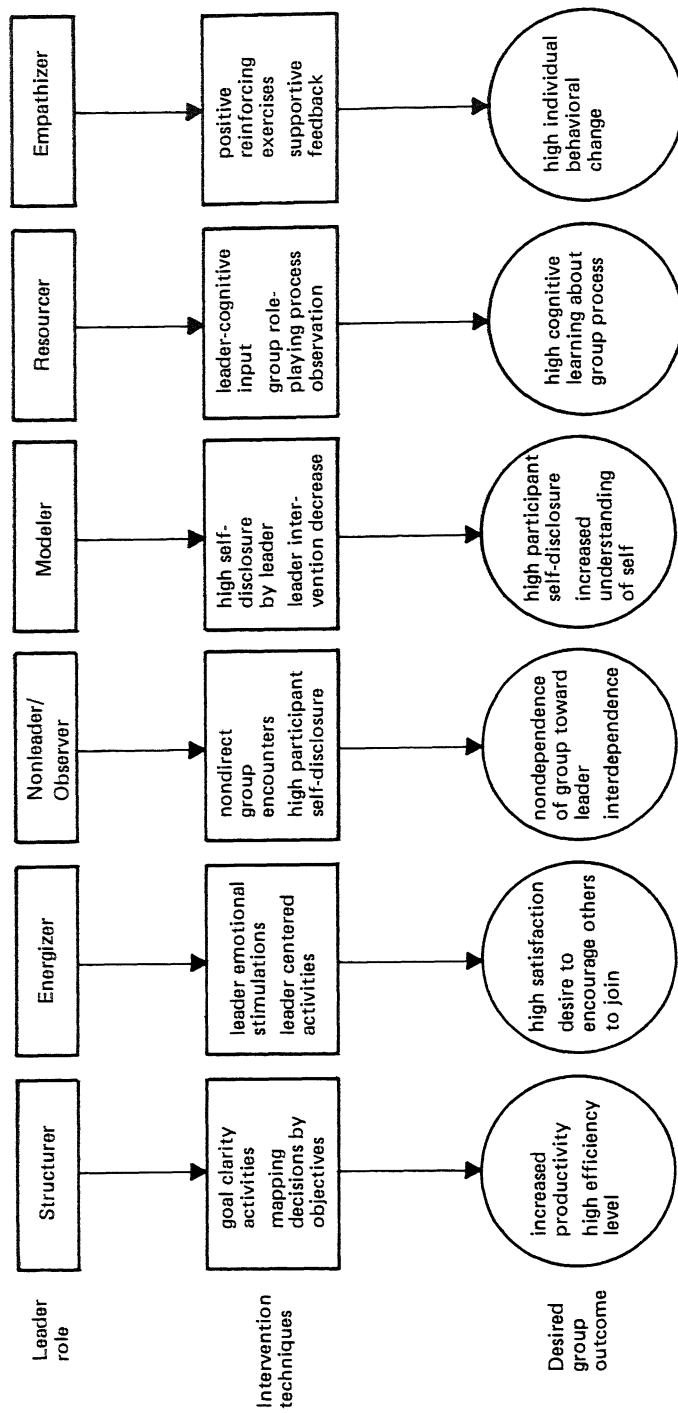 Leader
role
Structurer
Energizer
Nonleader/
Observer
Modeler
Resourcer
Empathizer
Intervention
techniques
goal clarity
activities
mapping
decisions by
objectives
leader emotional
stimulations
leader centered
activities
nondirect
group
encounters
high participant
self-disclosure
high self-
disclosure
by leader
leader inter-
vention decrease
leader-cognitive
input
group role-
playing process
observation
positive
reinforcing
exercises
supportive
feedback
Desired
group
outcome
increased
productivity
high efficiency
level
high satisfaction
desire to
encourage others
to join
nondependence
of group toward
leader
interdependence
high participant
self-disclosure
increased
understanding
of self
high cognitive
learning about
group process
high individual
behavioral
change